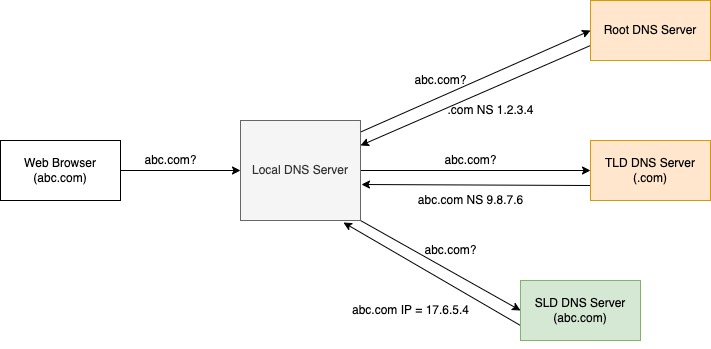 Root DNS Server
abc.com?
.com NS 1.2.3.4
Web Browser
(abc.com)
abc.com?
Local DNS Server
abc.com?
TLD DNS Server
(.com)
abc.com NS 9.8.7.6
abc.com?
abc.com IP = 17.6.5.4
SLD DNS Server
(abc.com)